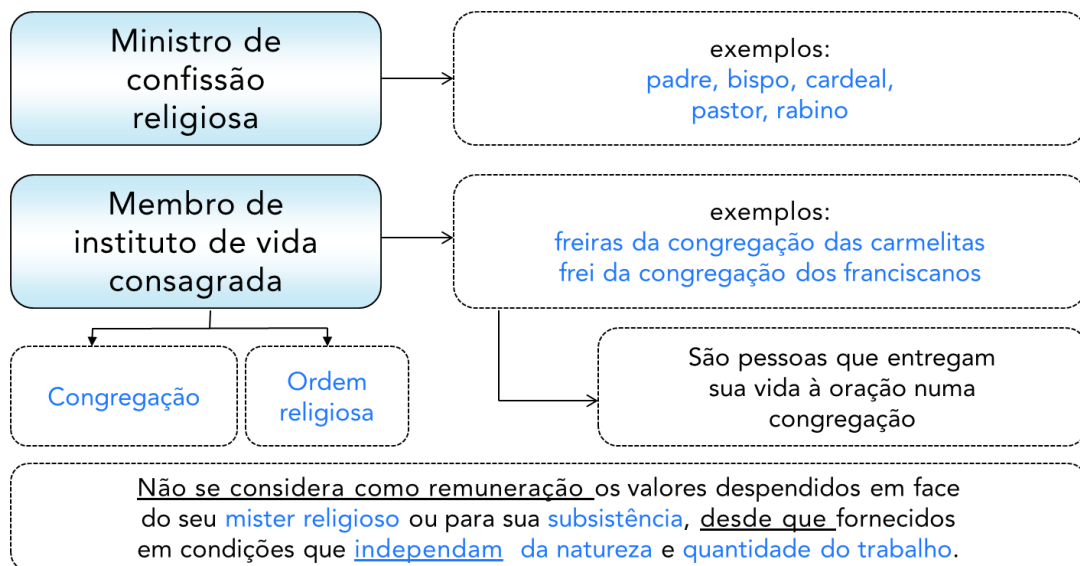 Ministro de
confissão
religiosa
exemplos:
padre, bispo, cardeal,
pastor, rabino
Membro de
instituto de vida
consagrada
exemplos:
freiras da congregação das carmelitas
frei da congregação dos franciscanos
Congregação
Ordem
religiosa
São pessoas que entregam
sua vida à oração numa
congregação
Não se considera como remuneração os valores despendidos em face
do seu mister religioso ou para sua subsistência, desde que fornecidos
em condições que independam da natureza e quantidade do trabalho.